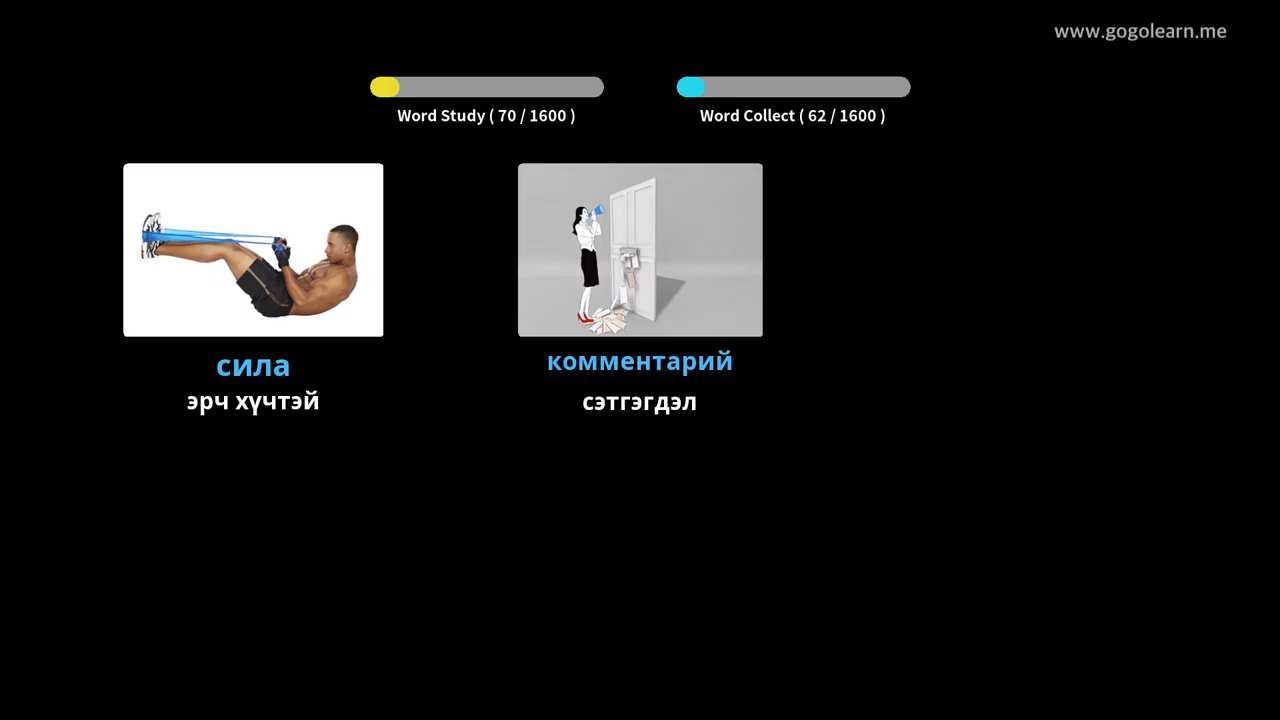 www.gogolearn.me
Word Study ( 70 / 1600 )
Word Collect ( 62 / 1600 )
сила
эрч хүчтэй
комментарий
сэтгэгдэл